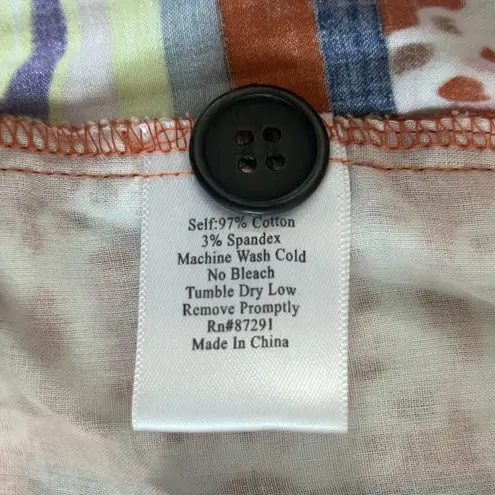 Self:97% Cotton
3% Spandex
Machine Wash Cold
No Bleach
Tumble Dry Low
Remove Promptly
Rn#87291
Made In China